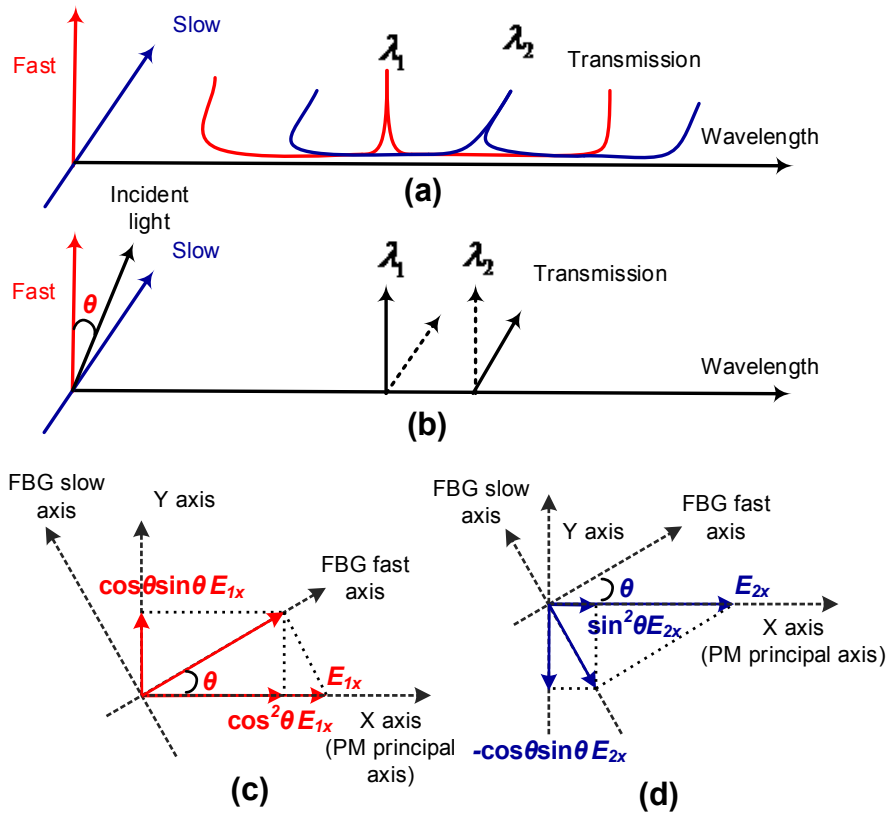 Slow
Fast
λ₁
λ₂
Transmission
Wavelength
(a)
Incident
light
Slow
Fast
θ
λ₁
λ₂
Transmission
Wavelength
(b)
FBG slow
axis
Y axis
FBG fast
axis
cosθsinθ E₁ₓ
θ
E₁ₓ
cos²θ E₁ₓ
X axis
(PM principal
axis)
(c)
FBG slow
axis
Y axis
FBG fast
axis
θ
E₂ₓ
sin²θE₂ₓ
X axis
(PM principal axis)
-cosθsinθ E₂ₓ
(d)